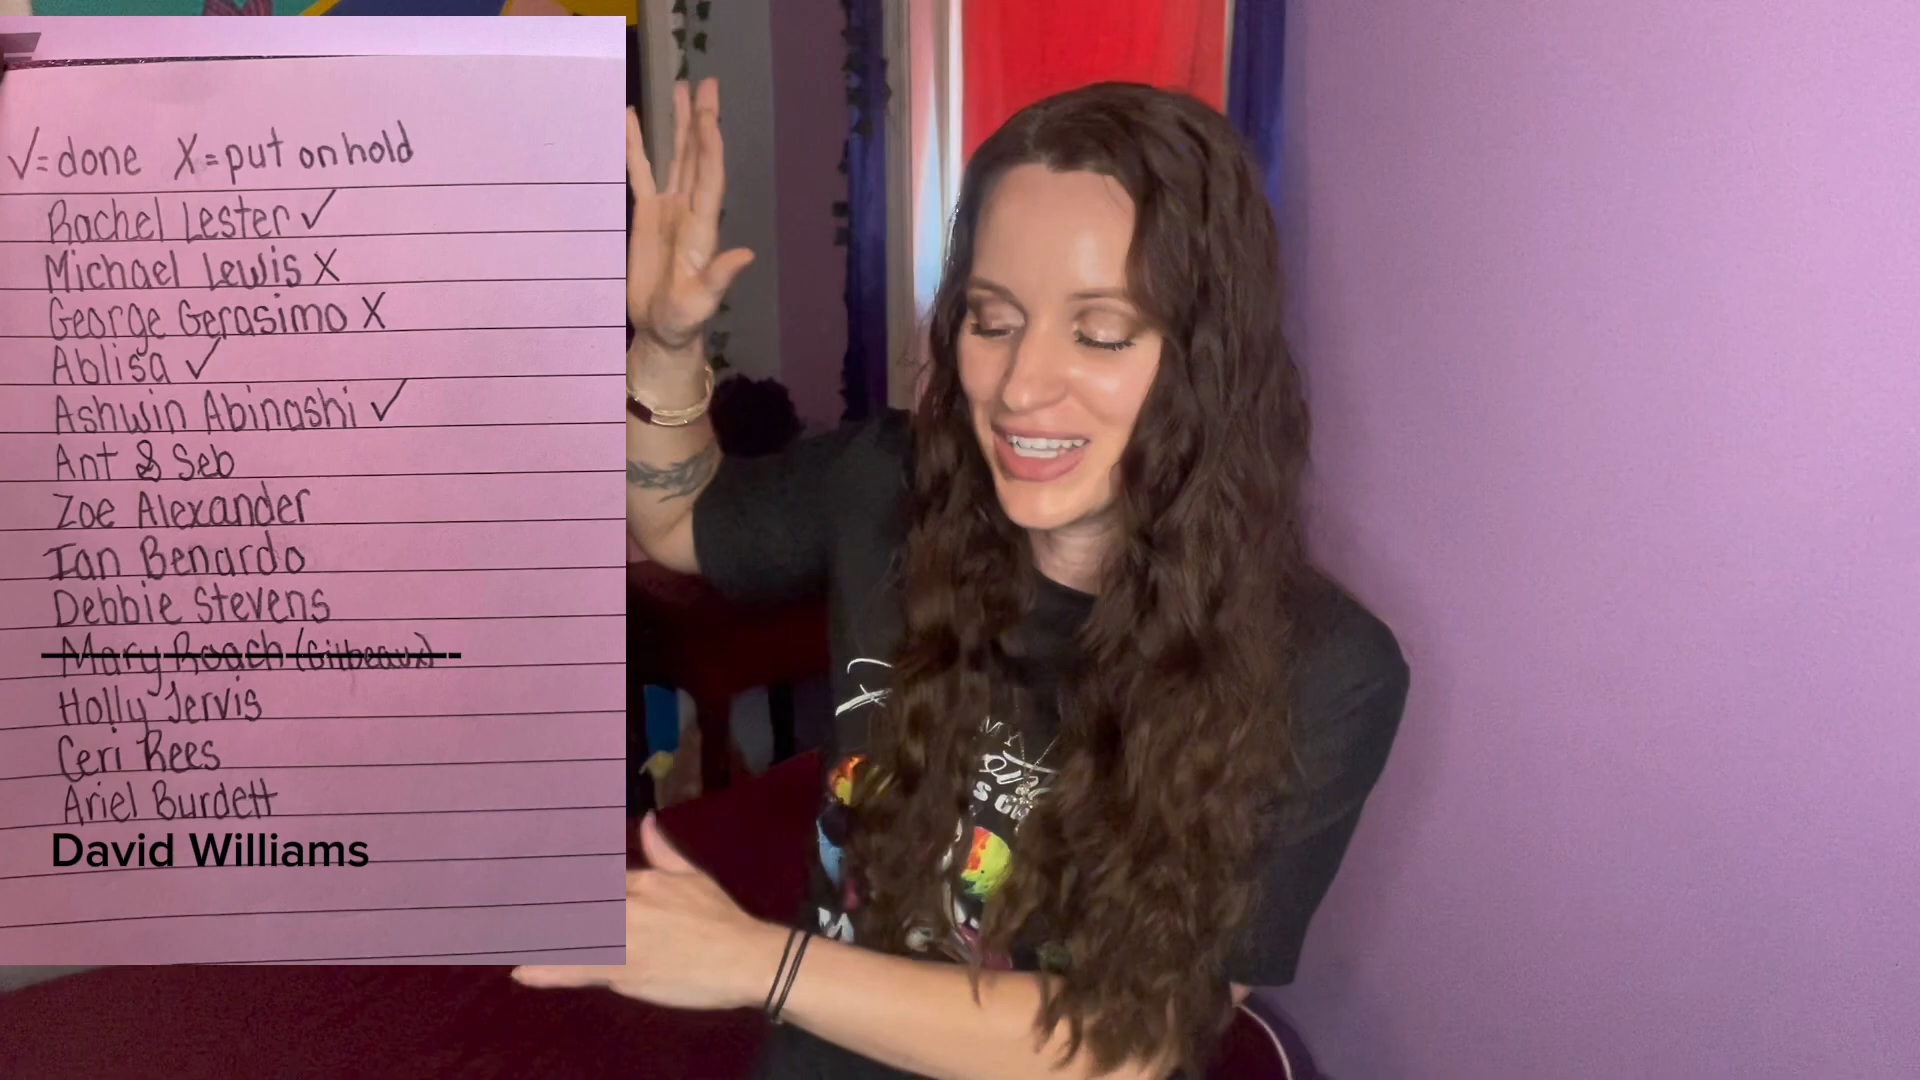 ✓=done X=put on hold
Rachel Lester ✓
Michael Lewis X
George Gerasimo X
Ablisa ✓
Ashwin Abinashi ✓
Ant & Seb
Zoe Alexander
Ian Benardo
Debbie Stevens
Mary Roach (Gitbeaux)
Holly Jervis
Ceri Rees
Ariel Burdett
David Williams